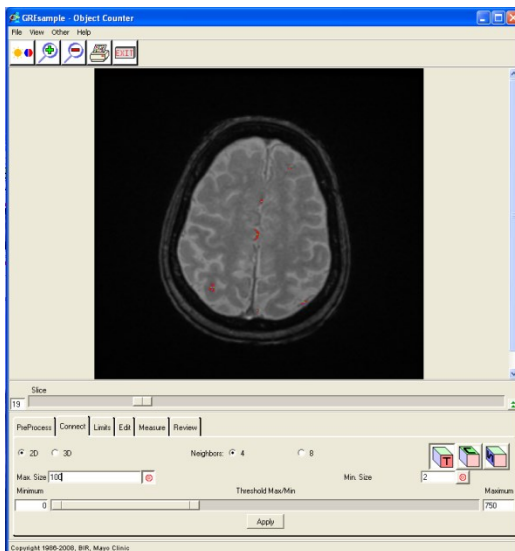 GREsample - Object Counter
File View Other Help
EXIT
Slice
19
PreProcess Connect Limits Edit Measure Review
2D 3D Neighbors: 4 8
T
Max. Size 100 Min. Size 2
Minimum Threshold Max/Min Maximum
0 750
Apply
Copyright 1986-2008, BIR, Mayo Clinic